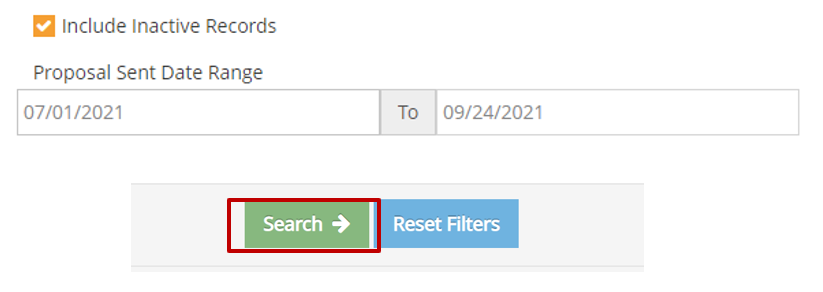 Include Inactive Records
Proposal Sent Date Range
07/01/2021 To 09/24/2021
Search Reset Filters